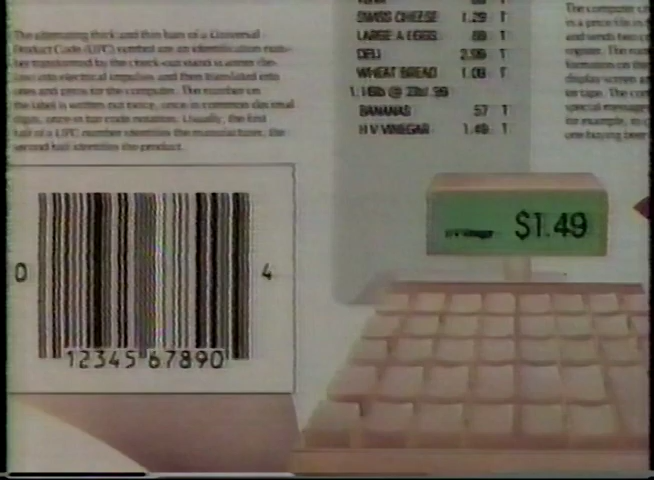 The alternating thick and thin bars of a Universal
Product Code (UPC) symbol are an identification num-
ber transformed by the check-out stand scanner
into electrical impulses and then translated into
ones and zeros for the computer. The number on
the label is written out twice, once in common decimal
digits, once in bar code notation. Usually, the first
half of a UPC number identifies the manufacturer, the
second half identifies the product.
0
4
12345 67890
SWISS CHEESE 1.29 T
LARGE A EGGS 89 T
DELI 2.99 T
WHEAT BREAD 1.09 T
BANANAS 57 T
H V VINEGAR 1.49 T
$1.49
The computer
in a price file in
and sends two
register. The
formation on the
display screen
er tape. The
special message
for example, to
one buying beer